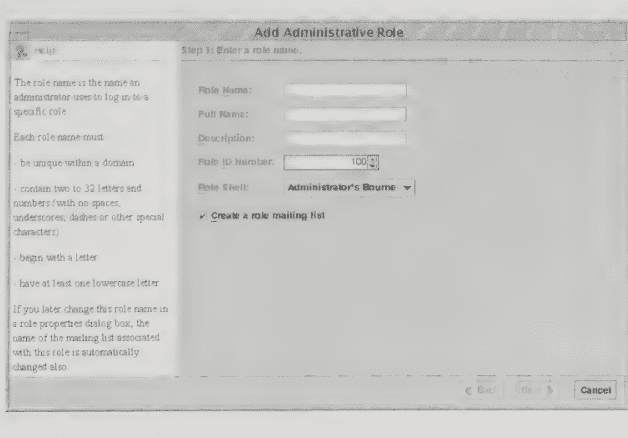 Add Administrative Role
Help
Step 1: Enter a role name.
The role name is the name an
administrator uses to log in to a
specific role
Each role name must
- be unique within a domain
- contain two to 32 letters and
numbers (with no spaces,
underscores, dashes or other special
characters)
- begin with a letter
- have at least one lowercase letter
If you later change this role name in
a role properties dialog box, the
name of the mailing list associated
with this role is automatically
changed also
Role Name:
Full Name:
Description:
Role ID Number: 100
Role Shell: Administrator's Bourne
Create a role mailing list
Back Next Cancel